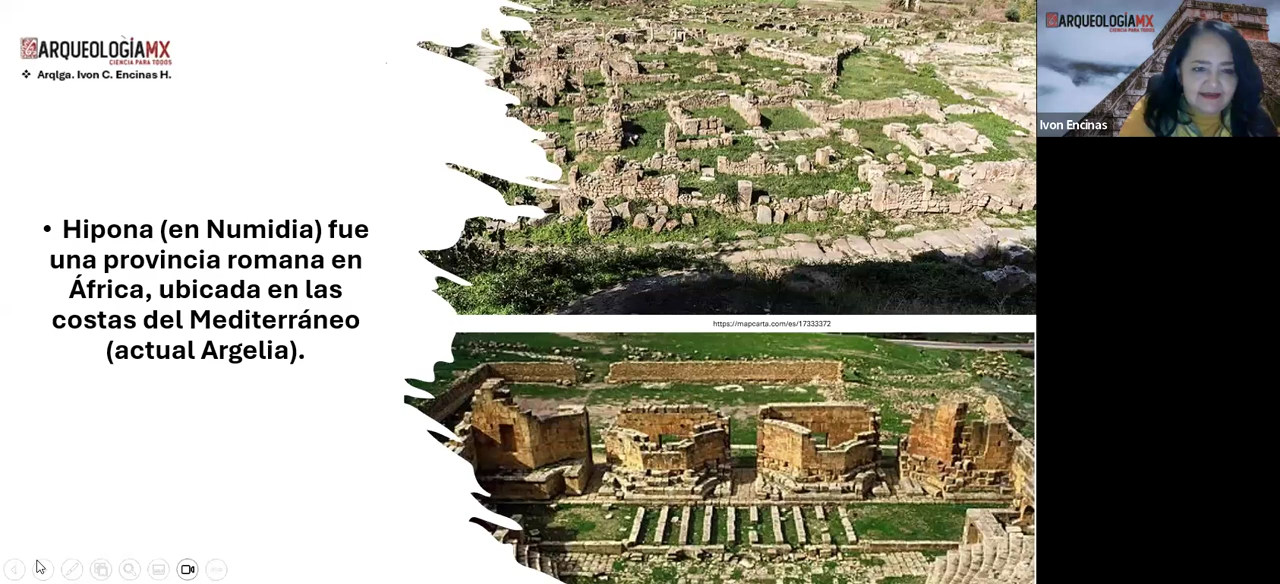 ARQUEOLOGÍAMX
CIENCIA PARA TODOS
❖ Arqlga. Ivon C. Encinas H.
• Hipona (en Numidia) fue
una provincia romana en
África, ubicada en las
costas del Mediterráneo
(actual Argelia).
https://mapcarta.com/es/17333372
ARQUEOLOGÍAMX
CIENCIA PARA TODOS
Ivon Encinas